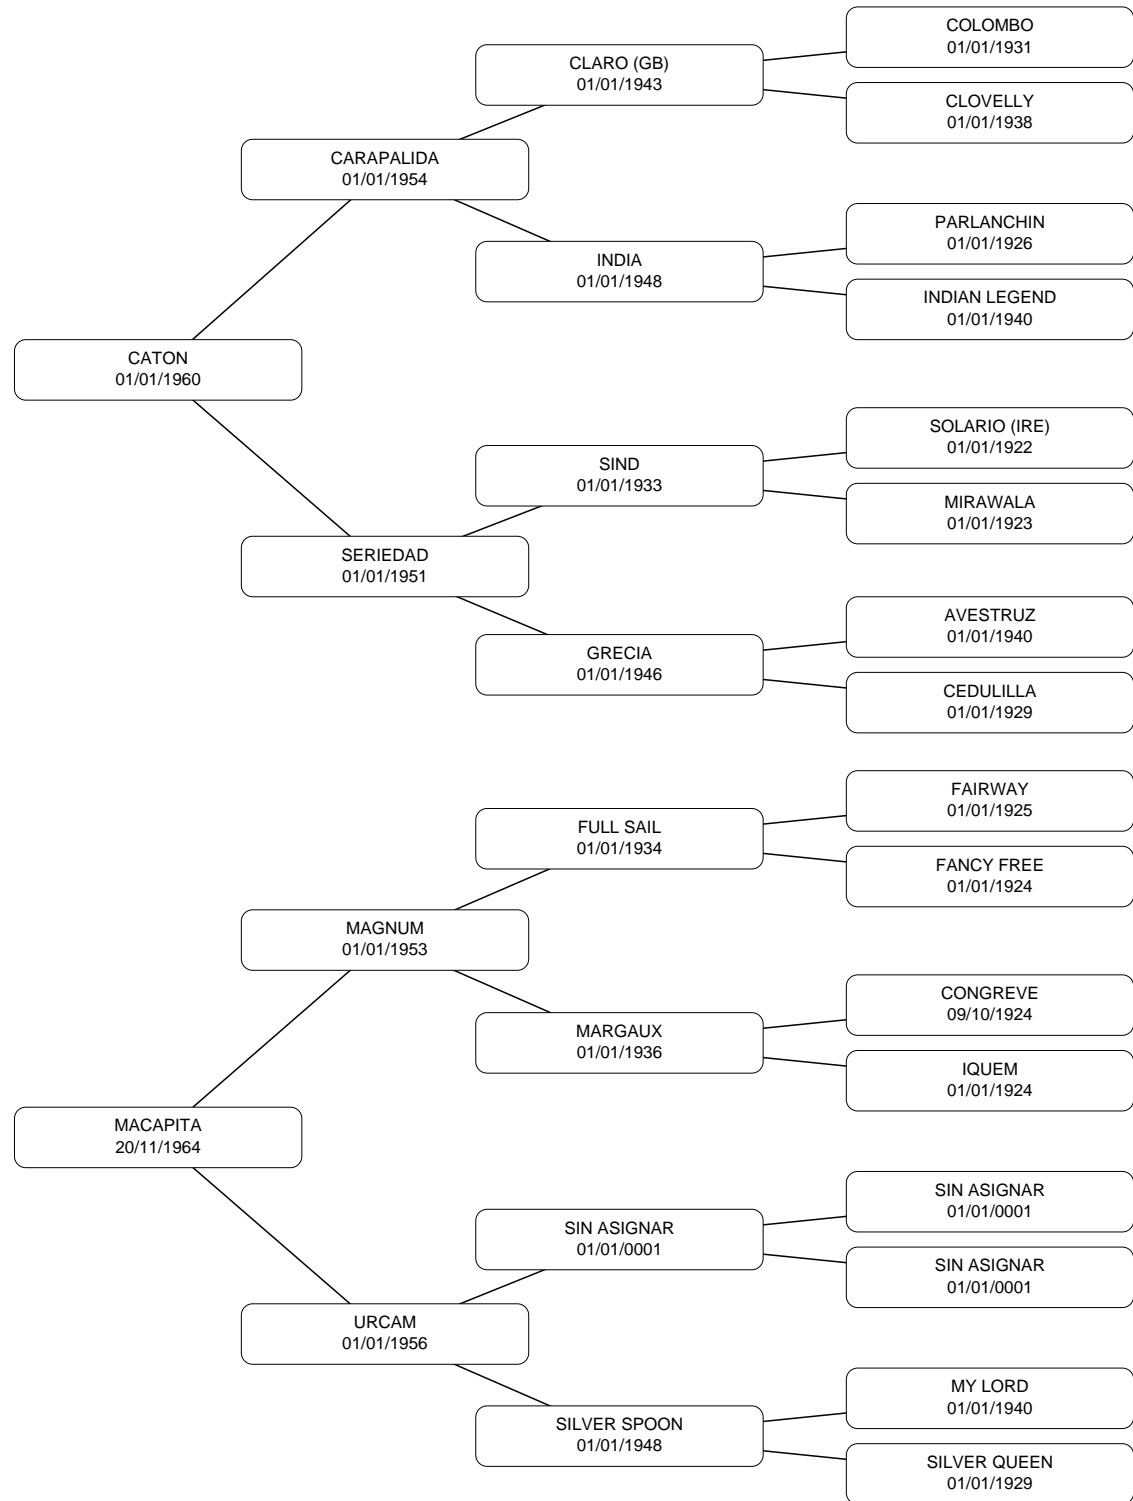 COLOMBO
01/01/1931
CLARO (GB)
01/01/1943
CLOVELLY
01/01/1938
CARAPALIDA
01/01/1954
PARLANCHIN
01/01/1926
INDIA
01/01/1948
INDIAN LEGEND
01/01/1940
CATON
01/01/1960
SOLARIO (IRE)
01/01/1922
SIND
01/01/1933
MIRAWALA
01/01/1923
SERIEDAD
01/01/1951
AVESTRUZ
01/01/1940
GRECIA
01/01/1946
CEDULILLA
01/01/1929
FAIRWAY
01/01/1925
FULL SAIL
01/01/1934
FANCY FREE
01/01/1924
MAGNUM
01/01/1953
CONGREVE
09/10/1924
MARGAUX
01/01/1936
IQUEM
01/01/1924
MACAPITA
20/11/1964
SIN ASIGNAR
01/01/0001
SIN ASIGNAR
01/01/0001
SIN ASIGNAR
01/01/0001
URCAM
01/01/1956
MY LORD
01/01/1940
SILVER SPOON
01/01/1948
SILVER QUEEN
01/01/1929